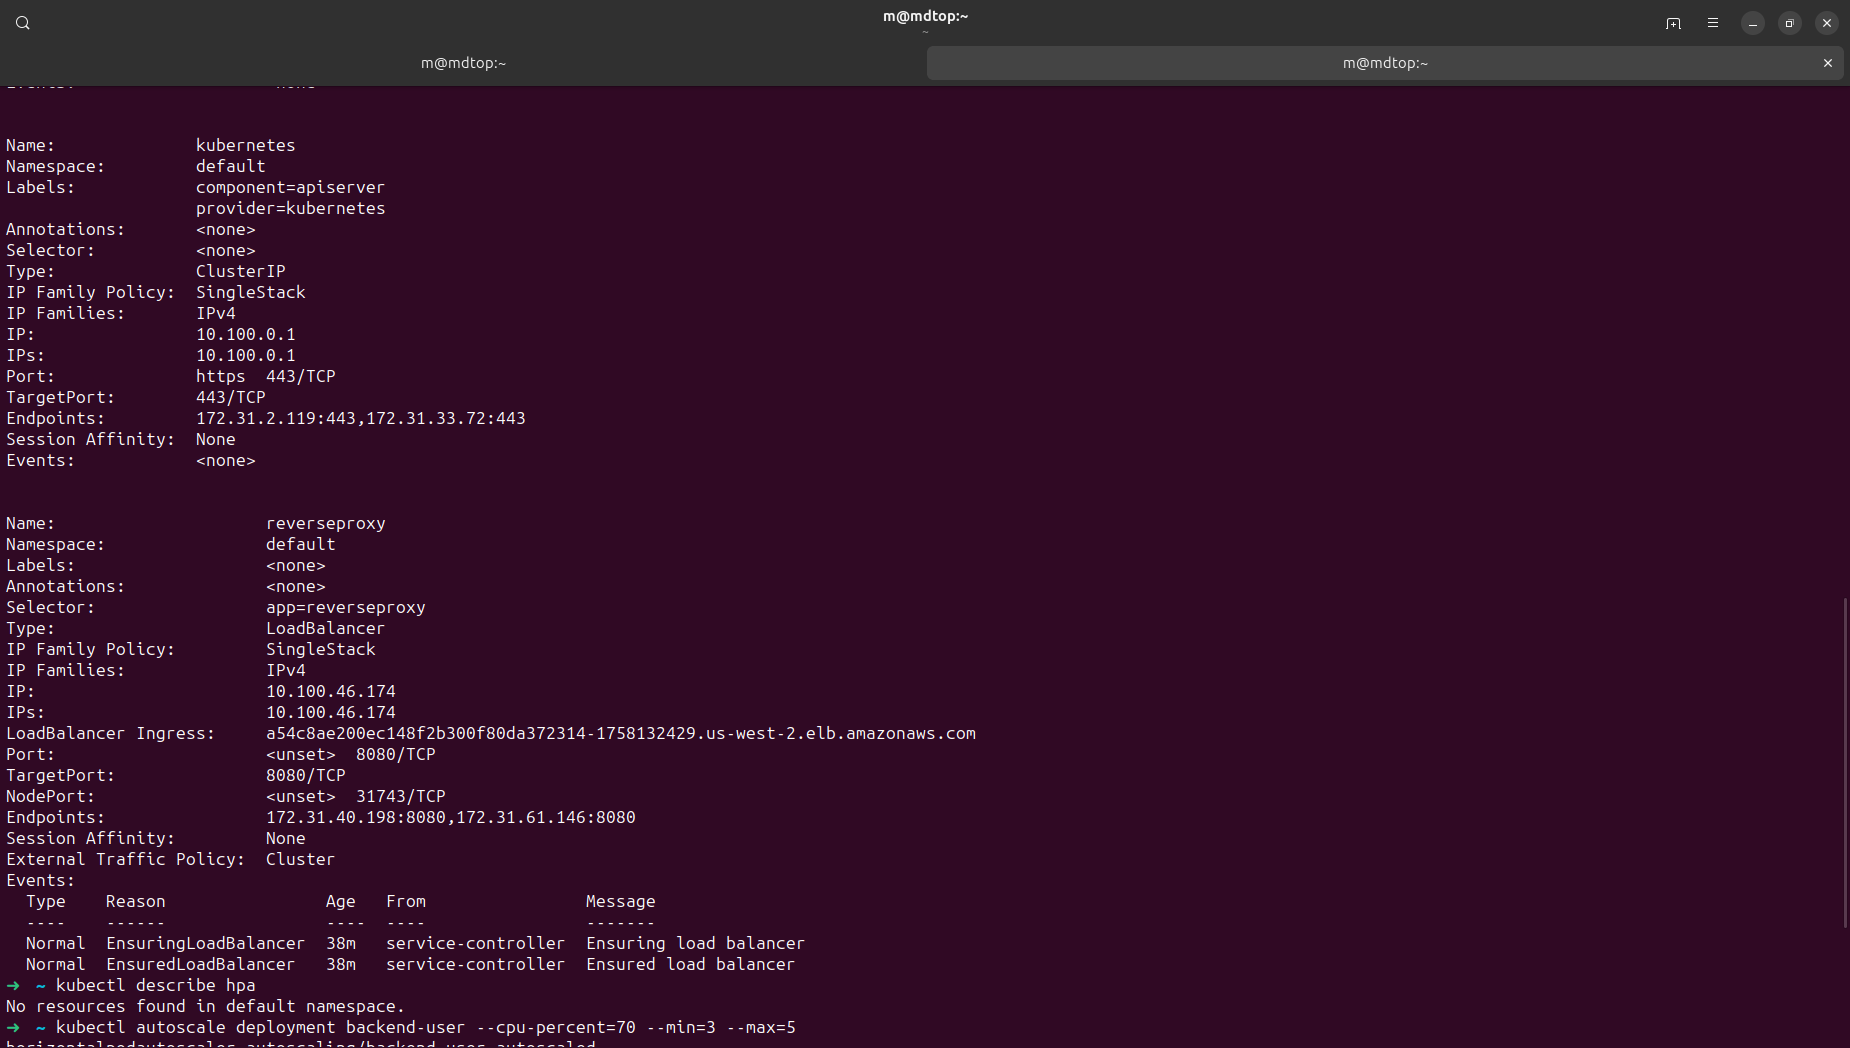 m@mdtop:~
~
m@mdtop:~
m@mdtop:~
Name:              kubernetes
Namespace:         default
Labels:            component=apiserver
                   provider=kubernetes
Annotations:       <none>
Selector:          <none>
Type:              ClusterIP
IP Family Policy:  SingleStack
IP Families:       IPv4
IP:                10.100.0.1
IPs:               10.100.0.1
Port:              https  443/TCP
TargetPort:        443/TCP
Endpoints:         172.31.2.119:443,172.31.33.72:443
Session Affinity:  None
Events:            <none>
Name:                     reverseproxy
Namespace:                default
Labels:                   <none>
Annotations:              <none>
Selector:                 app=reverseproxy
Type:                     LoadBalancer
IP Family Policy:         SingleStack
IP Families:              IPv4
IP:                       10.100.46.174
IPs:                      10.100.46.174
LoadBalancer Ingress:     a54c8ae200ec148f2b300f80da372314-1758132429.us-west-2.elb.amazonaws.com
Port:                     <unset>  8080/TCP
TargetPort:               8080/TCP
NodePort:                 <unset>  31743/TCP
Endpoints:                172.31.40.198:8080,172.31.61.146:8080
Session Affinity:         None
External Traffic Policy:  Cluster
Events:
  Type    Reason                Age   From                Message
  ----    ------                ----  ----                -------
  Normal  EnsuringLoadBalancer  38m   service-controller  Ensuring load balancer
  Normal  EnsuredLoadBalancer   38m   service-controller  Ensured load balancer
➜  ~ kubectl describe hpa
No resources found in default namespace.
➜  ~ kubectl autoscale deployment backend-user --cpu-percent=70 --min=3 --max=5
horizontalpodautoscaler.autoscaling/backend-user autoscaled